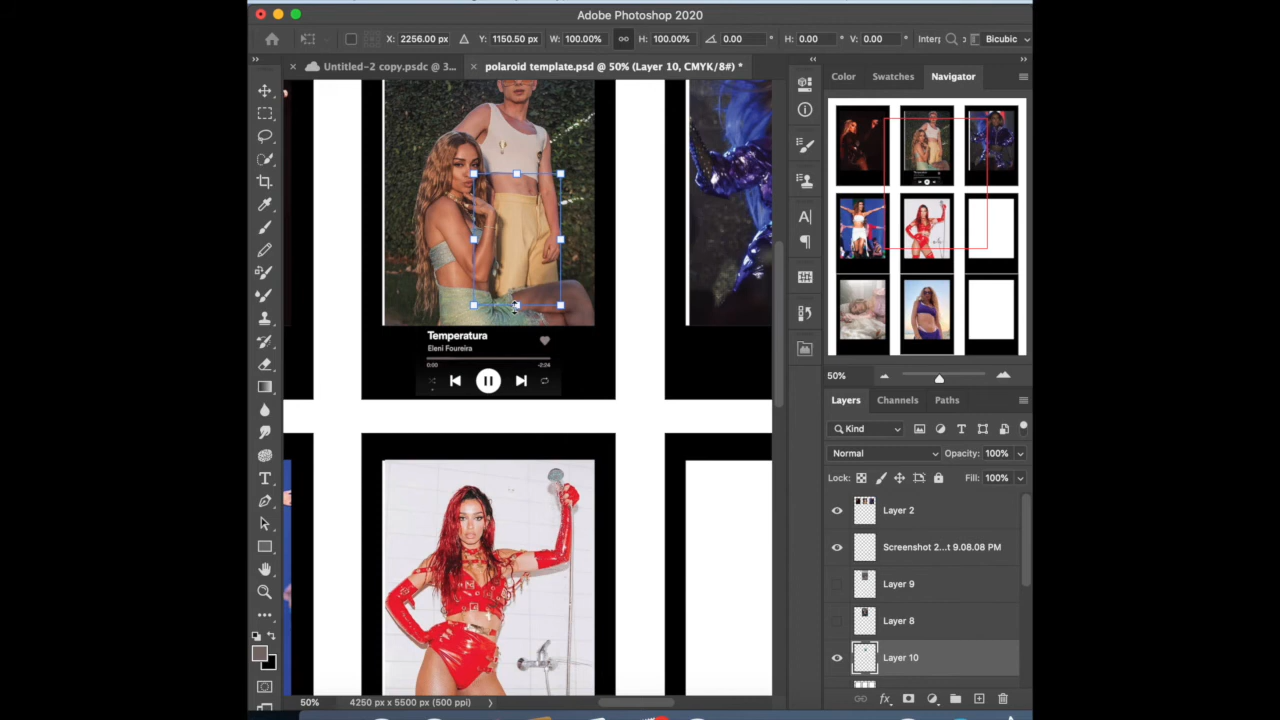 Adobe Photoshop 2020
X: 2256.00 px Y: 1150.50 px W: 100.00% H: 100.00% 0.00 ° H: 0.00 ° V: 0.00 ° Bicubic
Untitled-2 copy.psdc @ 3...
polaroid template.psd @ 50% (Layer 10, CMYK/8#) *
Color Swatches Navigator
Temperatura
Eleni Foureira
0:00 -2:24
50%
Layers Channels Paths
Kind
Normal Opacity: 100%
Lock: Fill: 100%
Layer 2
Screenshot 2...t 9.08.08 PM
Layer 9
Layer 8
Layer 10
50% 4250 px x 5500 px (500 ppi)